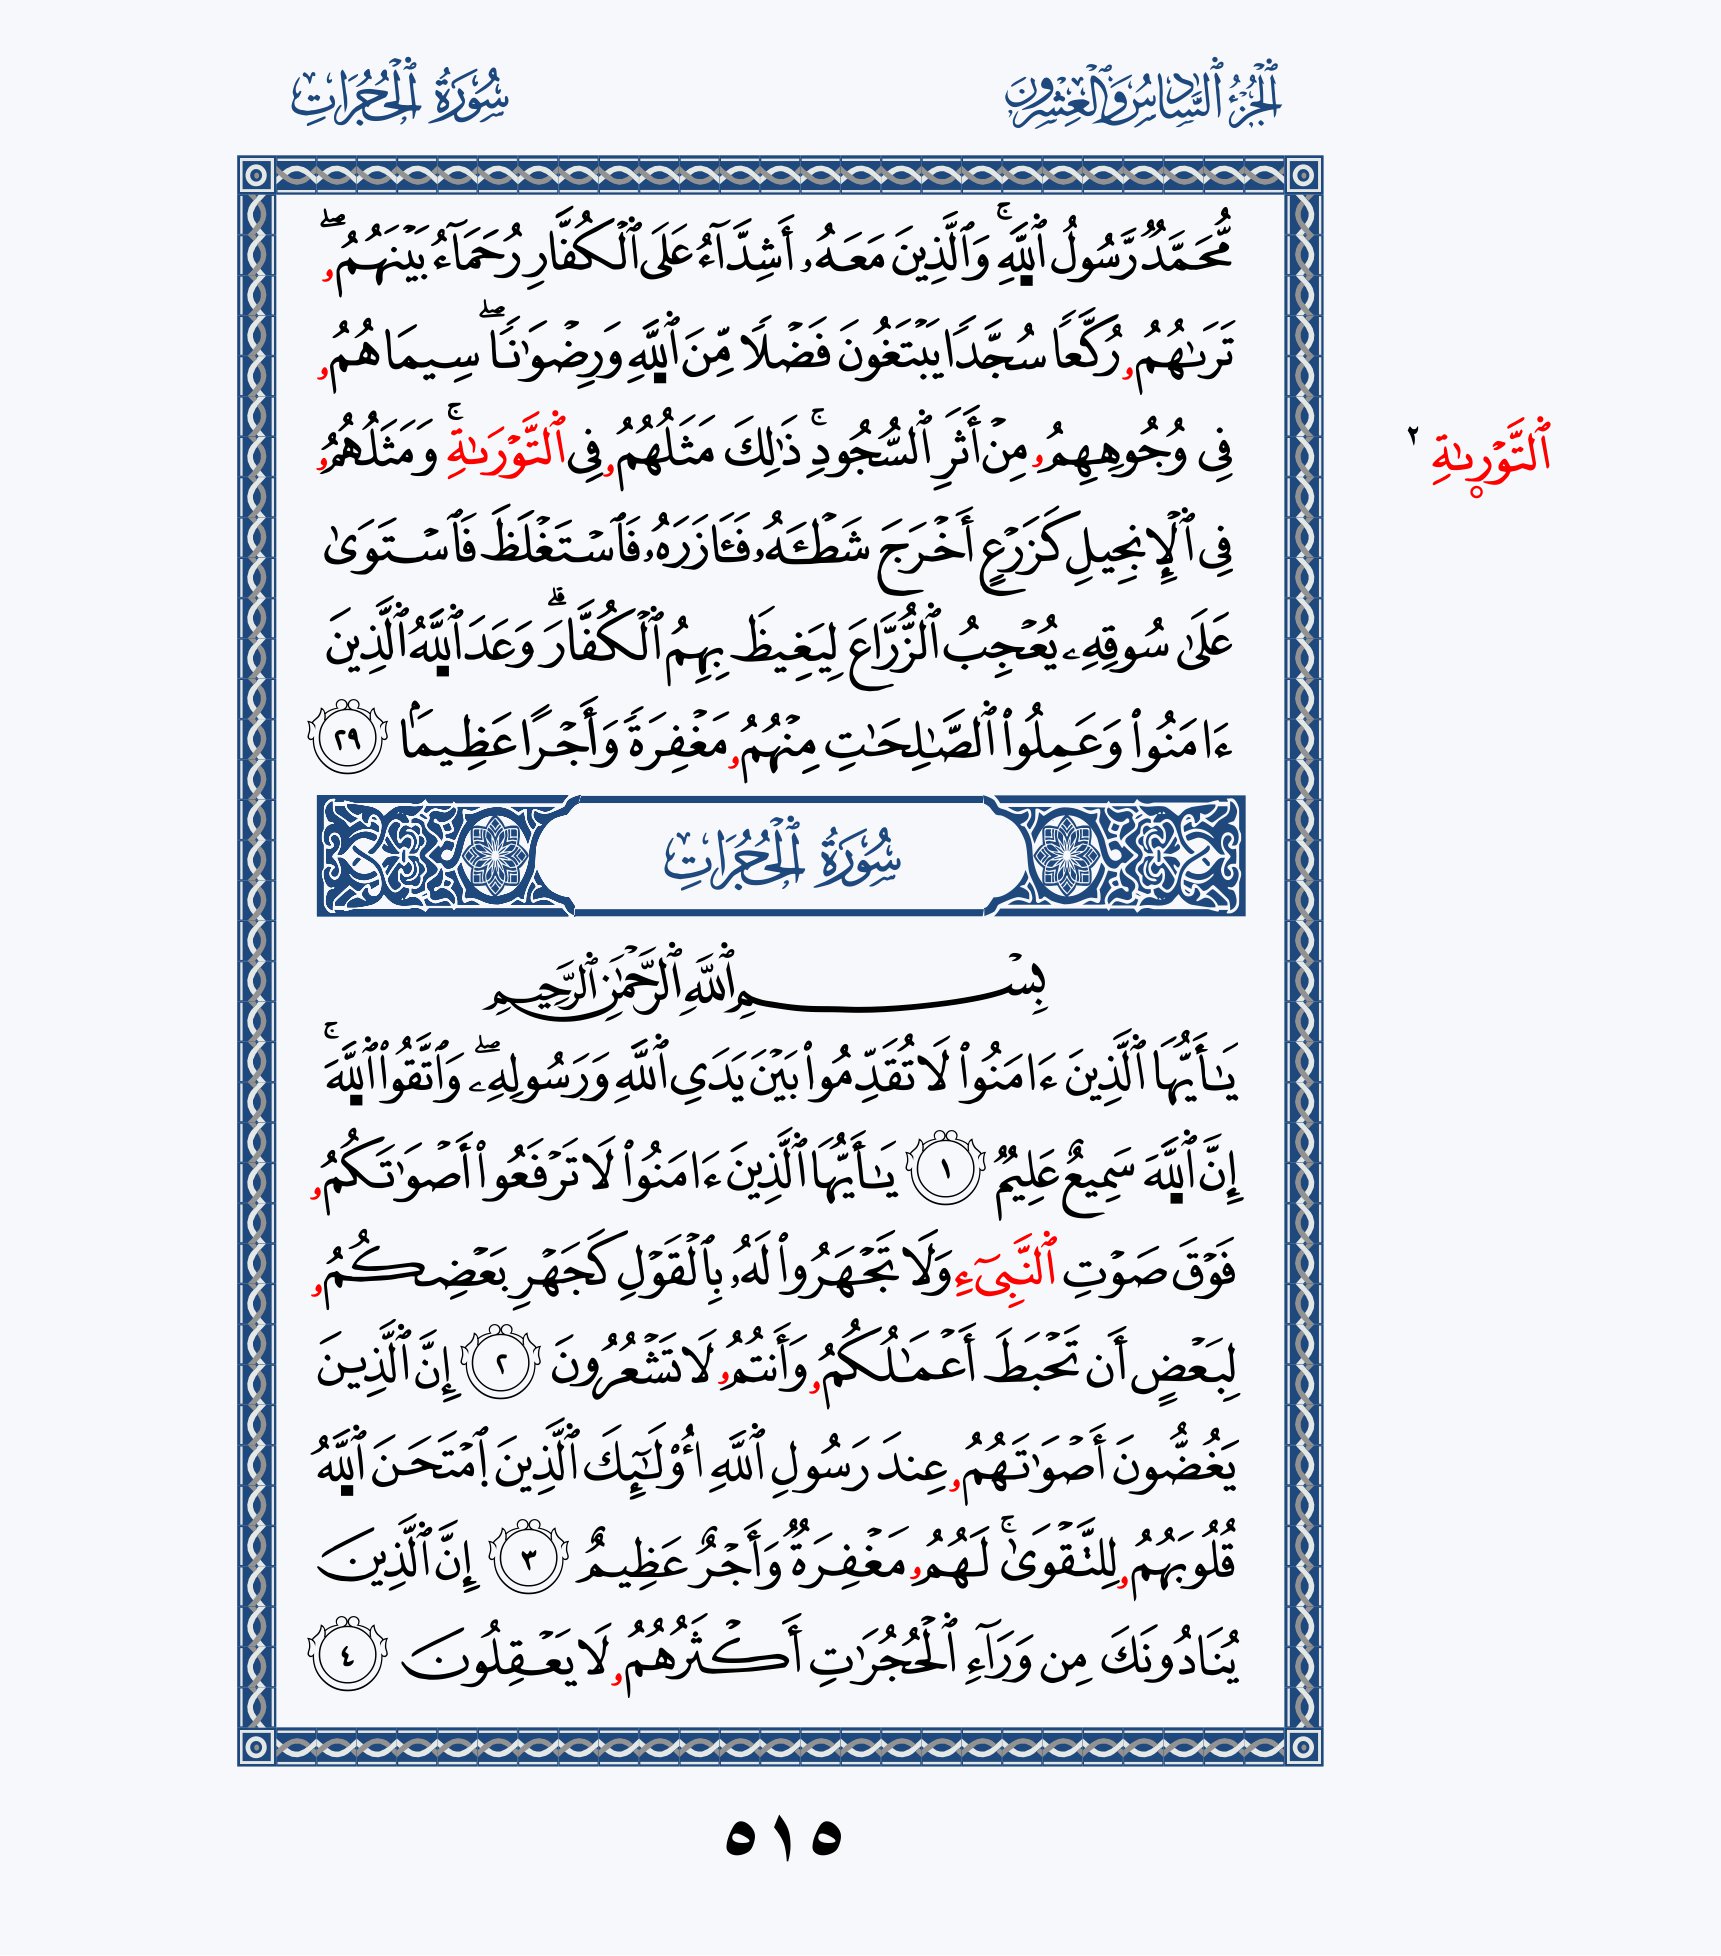 ٱلۡجُزۡءُ ٱلسَّادِسُ وَٱلۡعِشۡرُونَ
سُورَةُ ٱلۡحُجُرَاتِ
مُّحَمَّدٌ رَّسُولُ ٱللَّهِۚ وَٱلَّذِينَ مَعَهُۥ أَشِدَّآءُ عَلَى ٱلۡكُفَّارِ رُحَمَآءُ بَيۡنَهُمُۥۖ
تَرَىٰهُمُۥ رُكَّعٗا سُجَّدٗا يَبۡتَغُونَ فَضۡلٗا مِّنَ ٱللَّهِ وَرِضۡوَٰنٗاۖ سِيمَاهُمُۥ
فِى وُجُوهِهِمُۥ مِنۡ أَثَرِ ٱلسُّجُودِۚ ذَٰلِكَ مَثَلُهُمُۥ فِى ٱلتَّوۡرَىٰةِۚ وَمَثَلُهُمُۥ
ٱلتَّوۡرىٰةِ ٢
فِى ٱلۡإِنجِيلِ كَزَرۡعٍ أَخۡرَجَ شَطۡـَٔهُۥ فَـَٔازَرَهُۥ فَٱسۡتَغۡلَظَ فَٱسۡتَوَىٰ
عَلَىٰ سُوقِهِۦ يُعۡجِبُ ٱلزُّرَّاعَ لِيَغِيظَ بِهِمُ ٱلۡكُفَّارَۗ وَعَدَ ٱللَّهُ ٱلَّذِينَ
ءَامَنُواْ وَعَمِلُواْ ٱلصَّٰلِحَٰتِ مِنۡهُمُۥ مَغۡفِرَةٗ وَأَجۡرًا عَظِيمَۢا ٢٩
سُورَةُ ٱلۡحُجُرَاتِ
بِسۡمِ ٱللَّهِ ٱلرَّحۡمَٰنِ ٱلرَّحِيمِ
يَٰٓأَيُّهَا ٱلَّذِينَ ءَامَنُواْ لَا تُقَدِّمُواْ بَيۡنَ يَدَىِ ٱللَّهِ وَرَسُولِهِۦۖ وَٱتَّقُواْ ٱللَّهَۚ
إِنَّ ٱللَّهَ سَمِيعٌ عَلِيمٞ ١ يَٰٓأَيُّهَا ٱلَّذِينَ ءَامَنُواْ لَا تَرۡفَعُواْ أَصۡوَٰتَكُمُۥ
فَوۡقَ صَوۡتِ ٱلنَّبِىٓءِ وَلَا تَجۡهَرُواْ لَهُۥ بِٱلۡقَوۡلِ كَجَهۡرِ بَعۡضِكُمُۥ
لِبَعۡضٍ أَن تَحۡبَطَ أَعۡمَٰلُكُمُۥ وَأَنتُمُۥ لَا تَشۡعُرُونَ ٢ إِنَّ ٱلَّذِينَ
يَغُضُّونَ أَصۡوَٰتَهُمُۥ عِندَ رَسُولِ ٱللَّهِ أُوْلَٰٓئِكَ ٱلَّذِينَ ٱمۡتَحَنَ ٱللَّهُ
قُلُوبَهُمُۥ لِلتَّقۡوَىٰۚ لَهُمُۥ مَغۡفِرَةٞ وَأَجۡرٌ عَظِيمٌ ٣ إِنَّ ٱلَّذِينَ
يُنَادُونَكَ مِن وَرَآءِ ٱلۡحُجُرَٰتِ أَكۡثَرُهُمُۥ لَا يَعۡقِلُونَ ٤
٥١٥